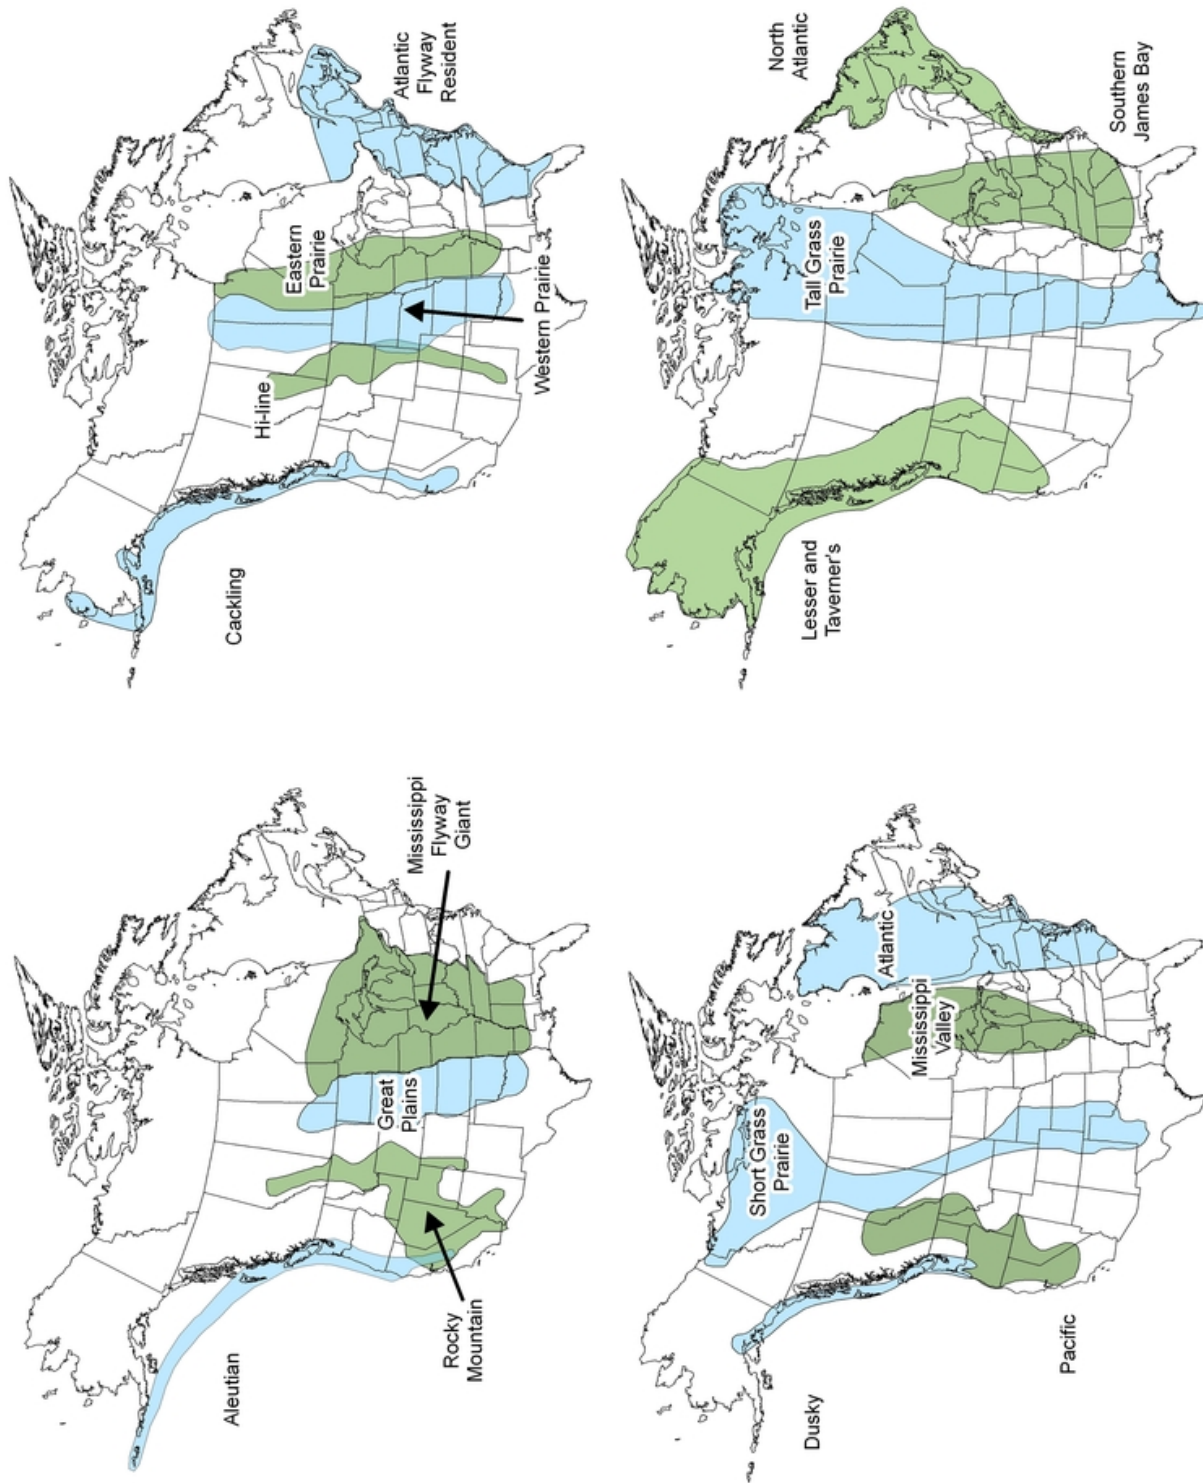 Aleutian
Rocky
Mountain
Great
Plains
Mississippi
Flyway
Giant
Cackling
Hi-line
Eastern
Prairie
Western Prairie
Atlantic
Flyway
Resident
Dusky
Pacific
Short Grass
Prairie
Mississippi
Valley
Atlantic
Lesser and
Taverner's
Tall Grass
Prairie
North
Atlantic
Southern
James Bay